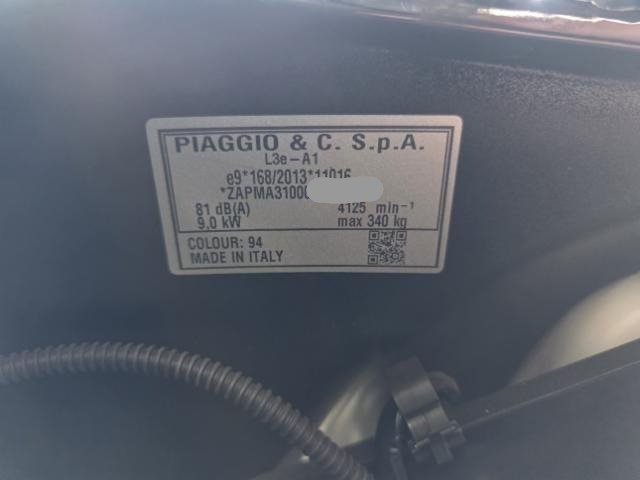 PIAGGIO & C. S.p.A.
L3e-A1
e9*168/2013*11016
*ZAPMA31000
81 dB(A) 4125 min-¹
9,0 kW max 340 kg
COLOUR: 94
MADE IN ITALY